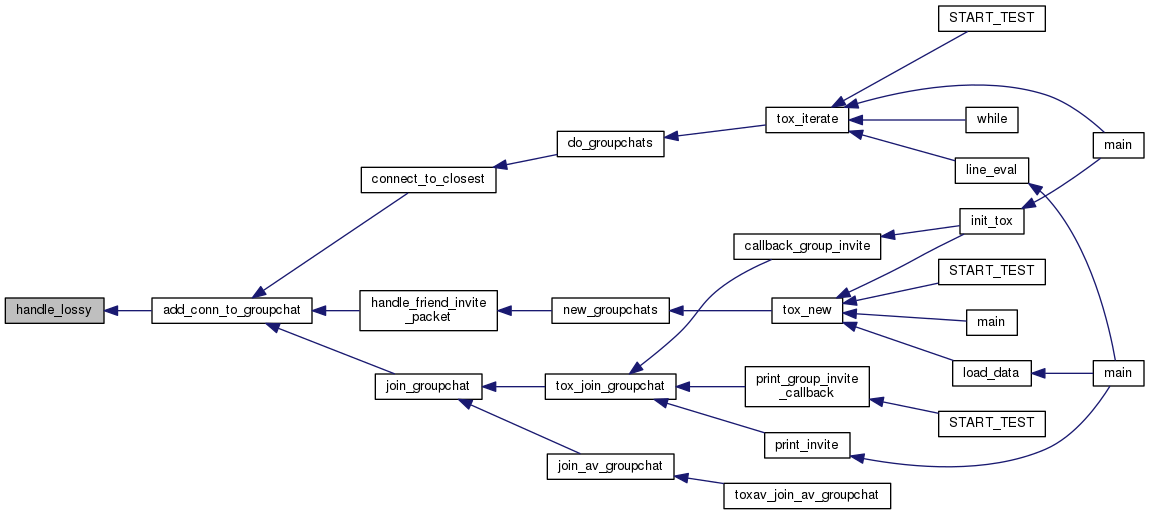 START_TEST
tox_iterate
while
main
do_groupchats
line_eval
connect_to_closest
init_tox
callback_group_invite
START_TEST
handle_lossy
add_conn_to_groupchat
handle_friend_invite
_packet
new_groupchats
tox_new
main
load_data
main
join_groupchat
tox_join_groupchat
print_group_invite
_callback
START_TEST
print_invite
join_av_groupchat
toxav_join_av_groupchat